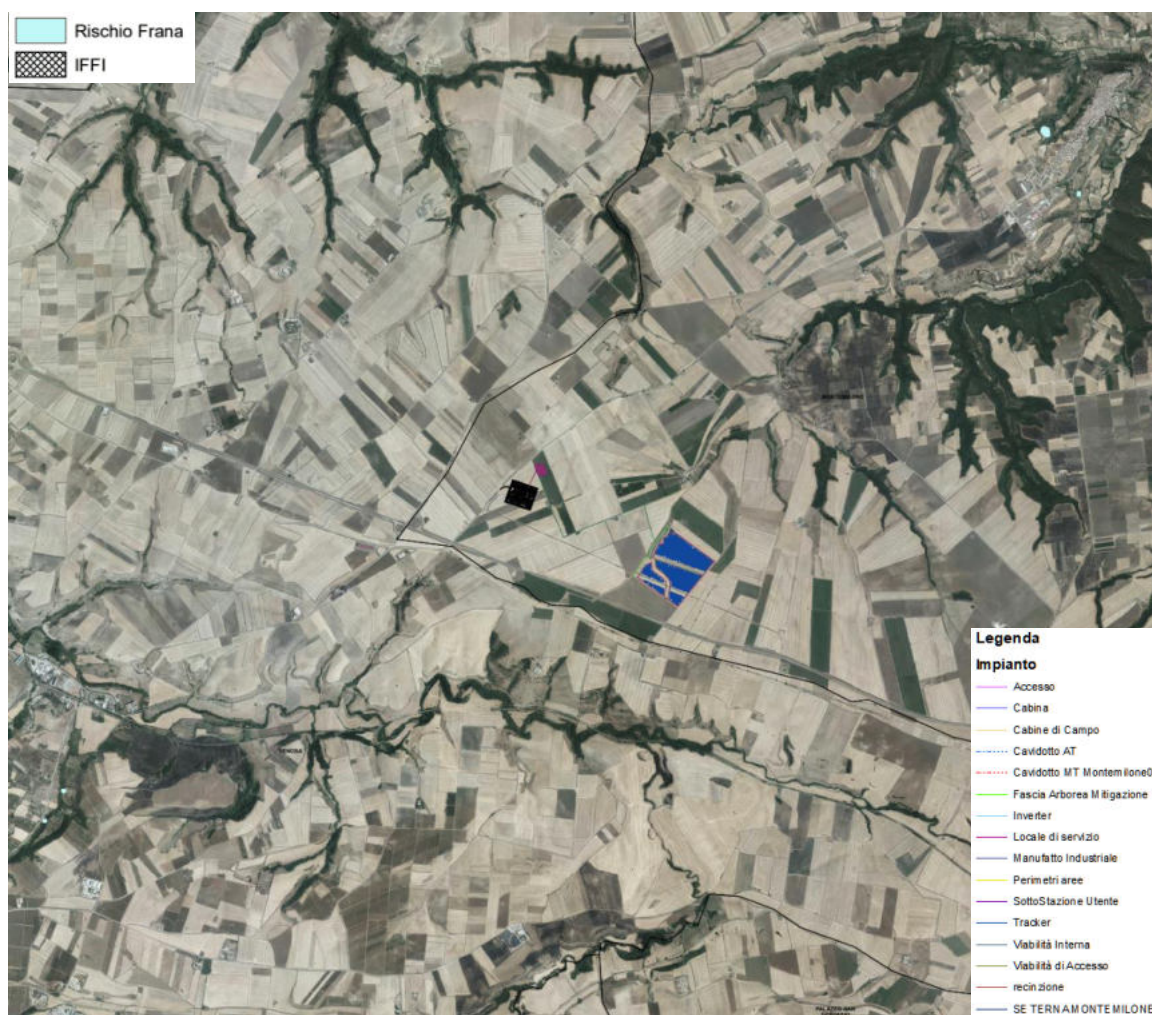 Rischio Frana
IFFI
Legenda
Impianto
Accesso
Cabina
Cabine di Campo
Cavidotto AT
Cavidotto MT Montemilone0
Fascia Arborea Mitigazione
Inverter
Locale di servizio
Manufatto Industriale
Perimetri aree
SottoStazione Utente
Tracker
Viabilità Interna
Viabilità di Accesso
recinzione
SE TERNA MONTEMILONE
PALAZZO SAN